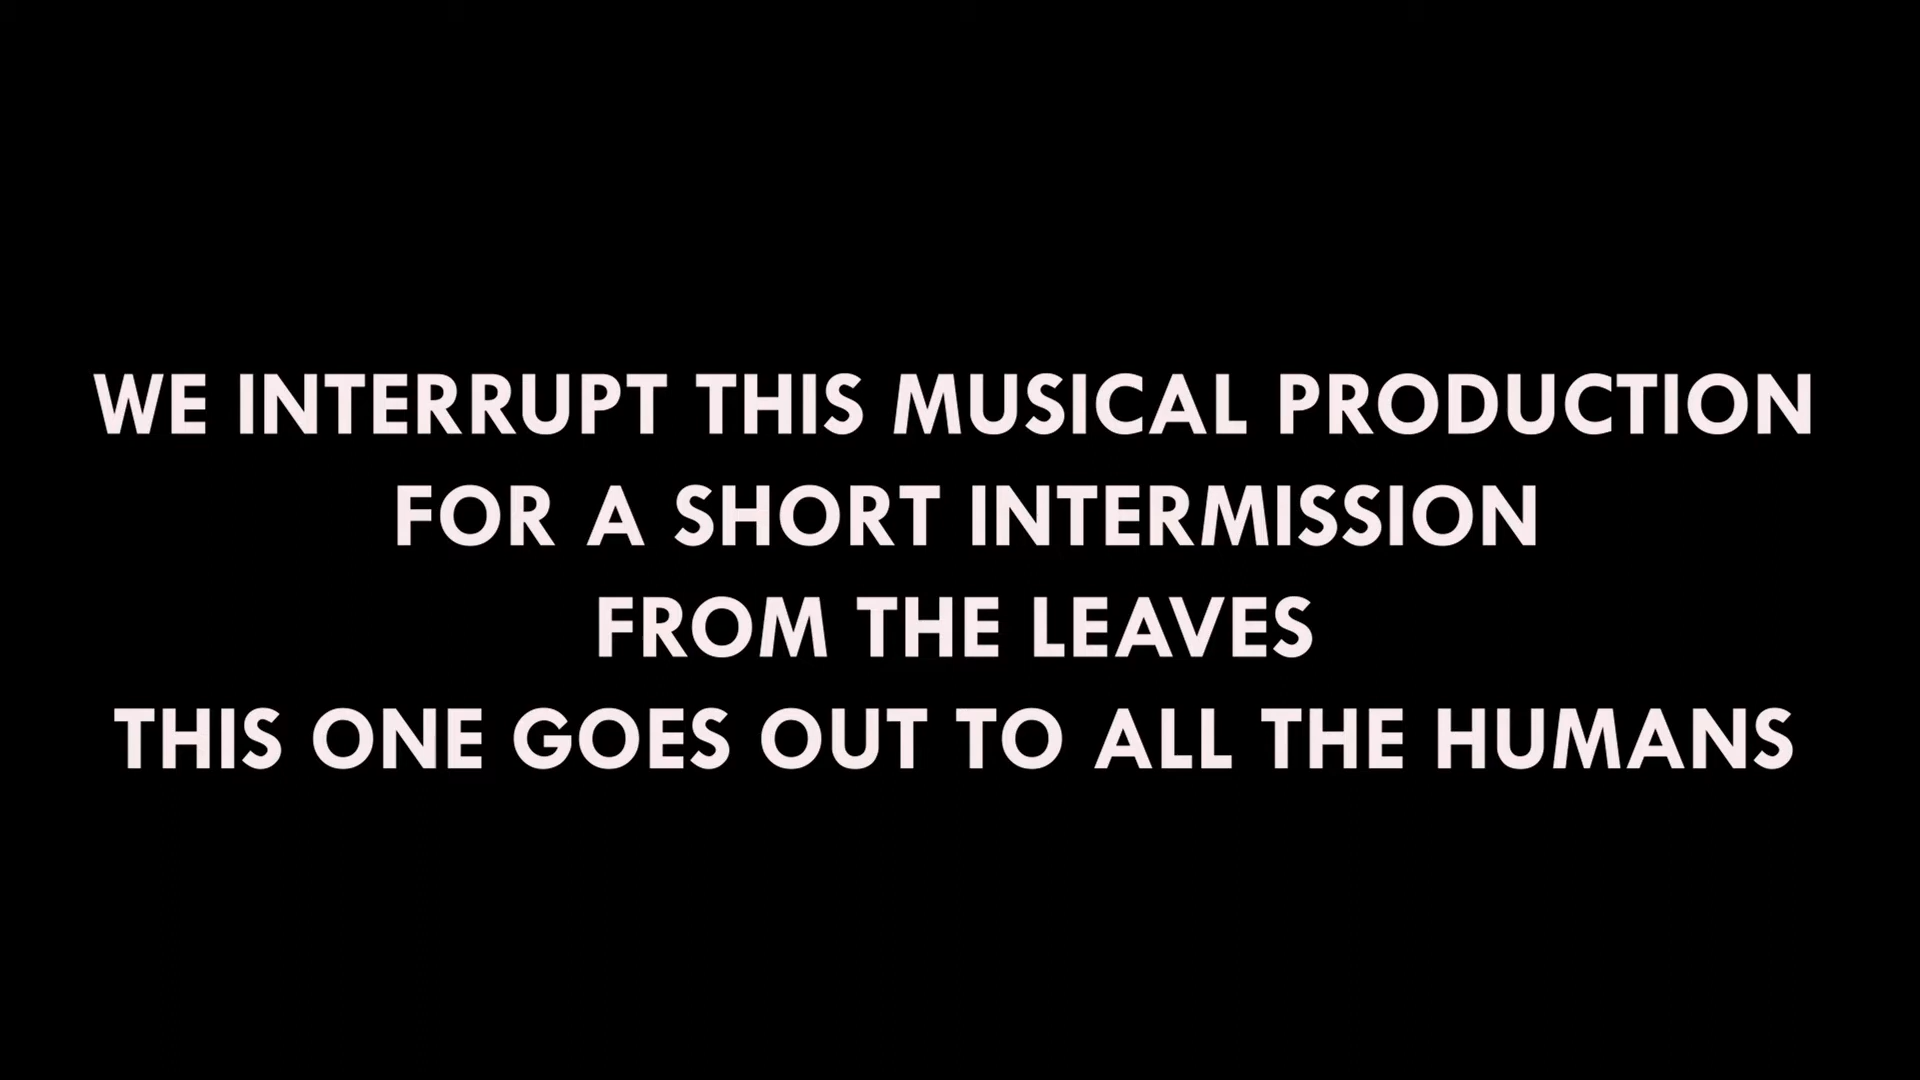 WE INTERRUPT THIS MUSICAL PRODUCTION
FOR A SHORT INTERMISSION
FROM THE LEAVES
THIS ONE GOES OUT TO ALL THE HUMANS